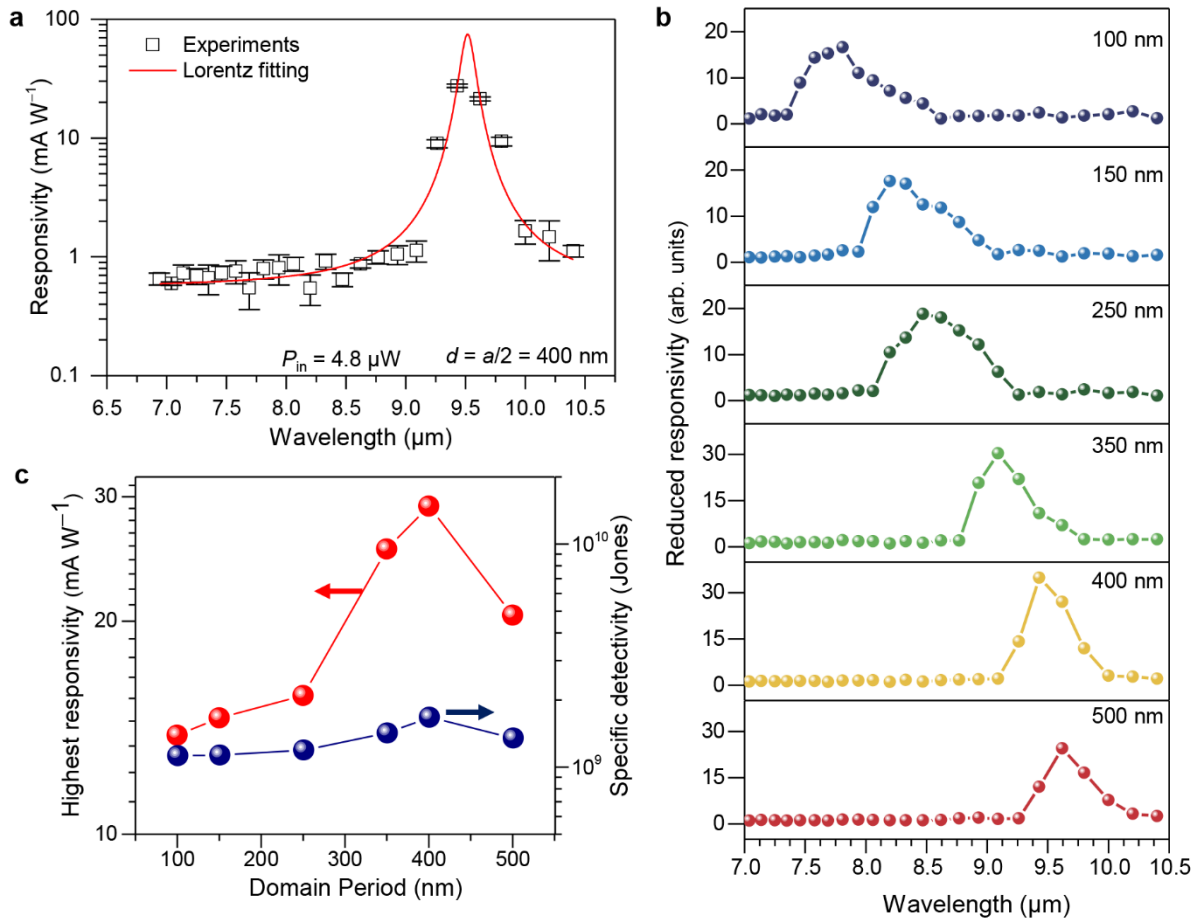 a
Responsivity (mA W⁻¹)
100
10
1
0.1
Experiments
Lorentz fitting
P_in = 4.8 μW
d = a/2 = 400 nm
6.5 7.0 7.5 8.0 8.5 9.0 9.5 10.0 10.5
Wavelength (μm)
b
Reduced responsivity (arb. units)
100 nm
20
10
0
150 nm
20
10
0
250 nm
20
10
0
350 nm
30
15
0
400 nm
30
15
0
500 nm
30
15
0
7.0 7.5 8.0 8.5 9.0 9.5 10.0 10.5
Wavelength (μm)
c
Highest responsivity (mA W⁻¹)
30
20
10
Specific detectivity (Jones)
10¹⁰
10⁹
100 200 300 400 500
Domain Period (nm)